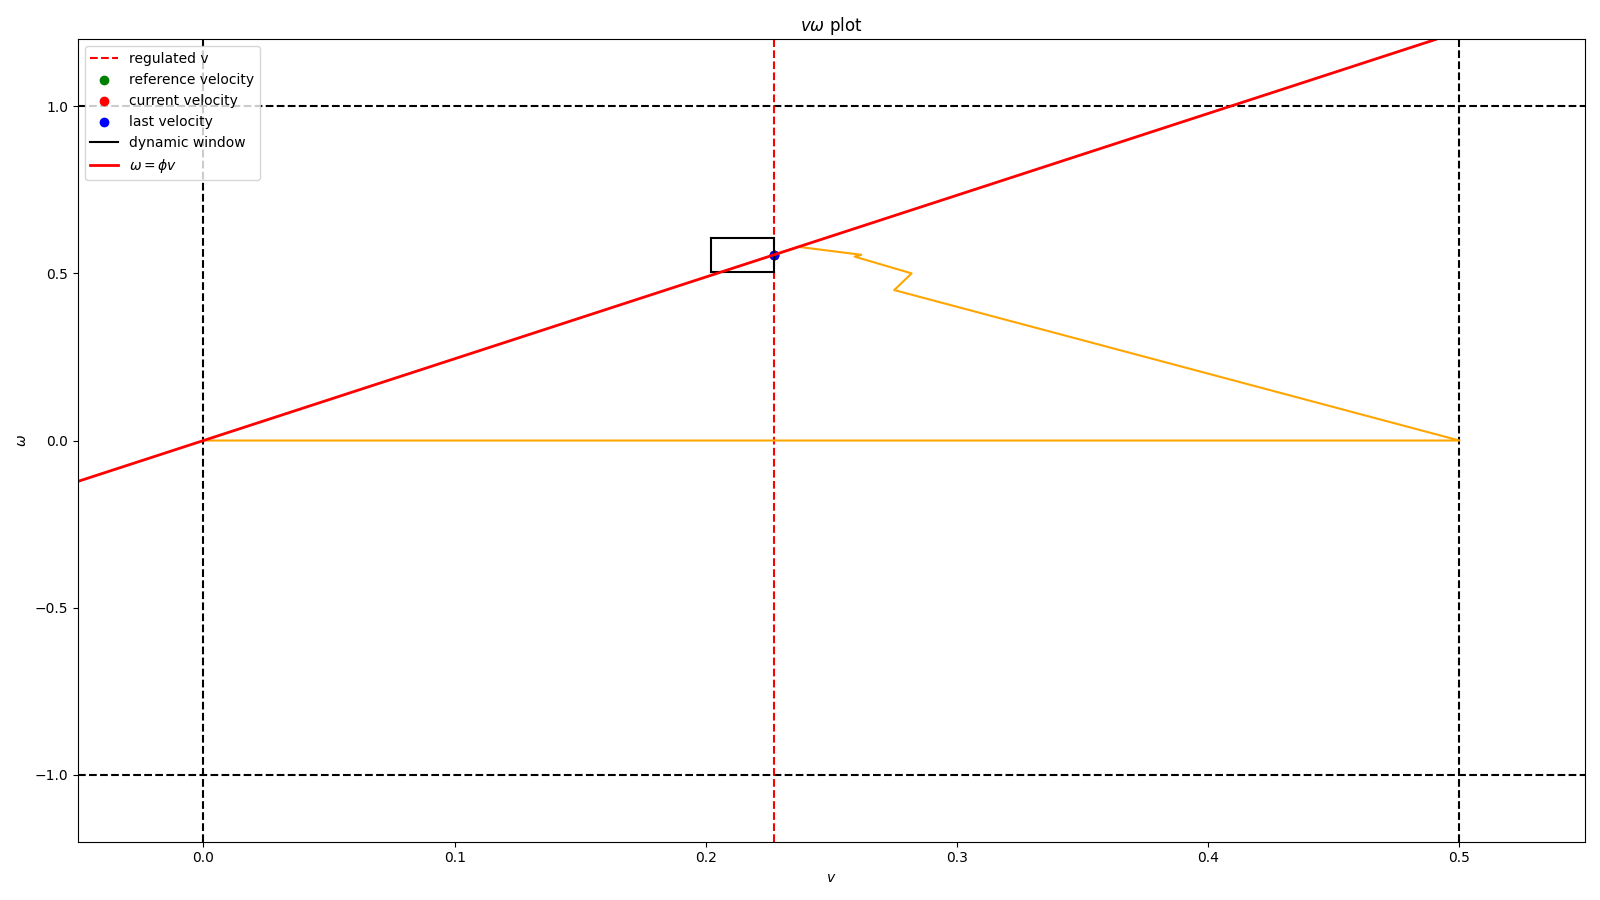 vω plot
regulated v
reference velocity
current velocity
last velocity
dynamic window
ω = ϕv
1.0
0.5
0.0
−0.5
−1.0
ω
0.0 0.1 0.2 0.3 0.4 0.5
v